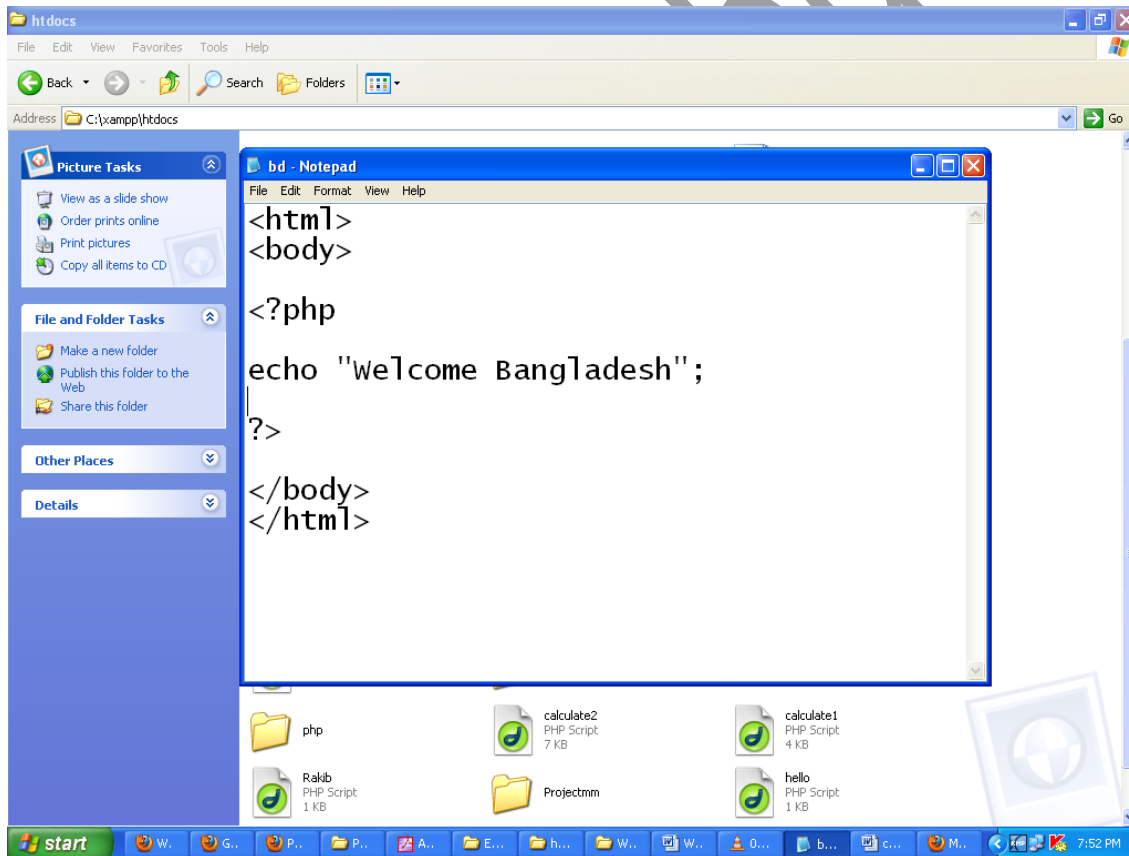 htdocs
File Edit View Favorites Tools Help
Back Search Folders
Address C:\xampp\htdocs Go
Picture Tasks
View as a slide show
Order prints online
Print pictures
Copy all items to CD
File and Folder Tasks
Make a new folder
Publish this folder to the
Web
Share this folder
Other Places
Details
bd - Notepad
File Edit Format View Help
<html>
<body>
<?php
echo "Welcome Bangladesh";
?>
</body>
</html>
php
calculate2
PHP Script
7 KB
calculate1
PHP Script
4 KB
Rakib
PHP Script
1 KB
Projectmm
hello
PHP Script
1 KB
start W. G.. P.. P.. A.. E... h... W.. W.. 0... b... c... M... 7:52 PM